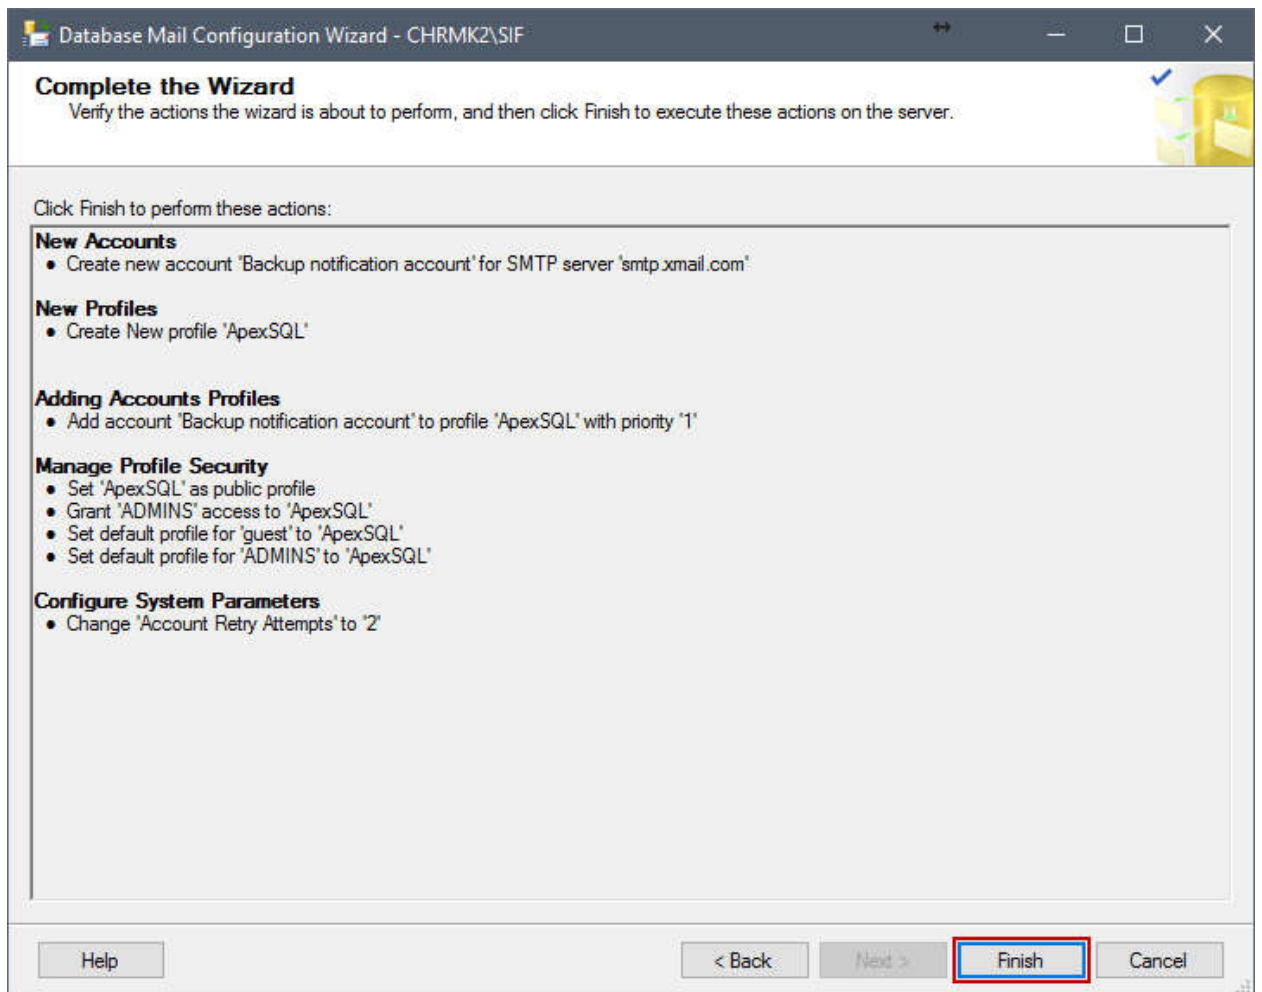 Database Mail Configuration Wizard - CHRMK2\SIF
Complete the Wizard
Verify the actions the wizard is about to perform, and then click Finish to execute these actions on the server.
Click Finish to perform these actions:
New Accounts
• Create new account 'Backup notification account' for SMTP server 'smtp.xmail.com'
New Profiles
• Create New profile 'ApexSQL'
Adding Accounts Profiles
• Add account 'Backup notification account' to profile 'ApexSQL' with priority '1'
Manage Profile Security
• Set 'ApexSQL' as public profile
• Grant 'ADMINS' access to 'ApexSQL'
• Set default profile for 'guest' to 'ApexSQL'
• Set default profile for 'ADMINS' to 'ApexSQL'
Configure System Parameters
• Change 'Account Retry Attempts' to '2'
Help
< Back
Next >
Finish
Cancel